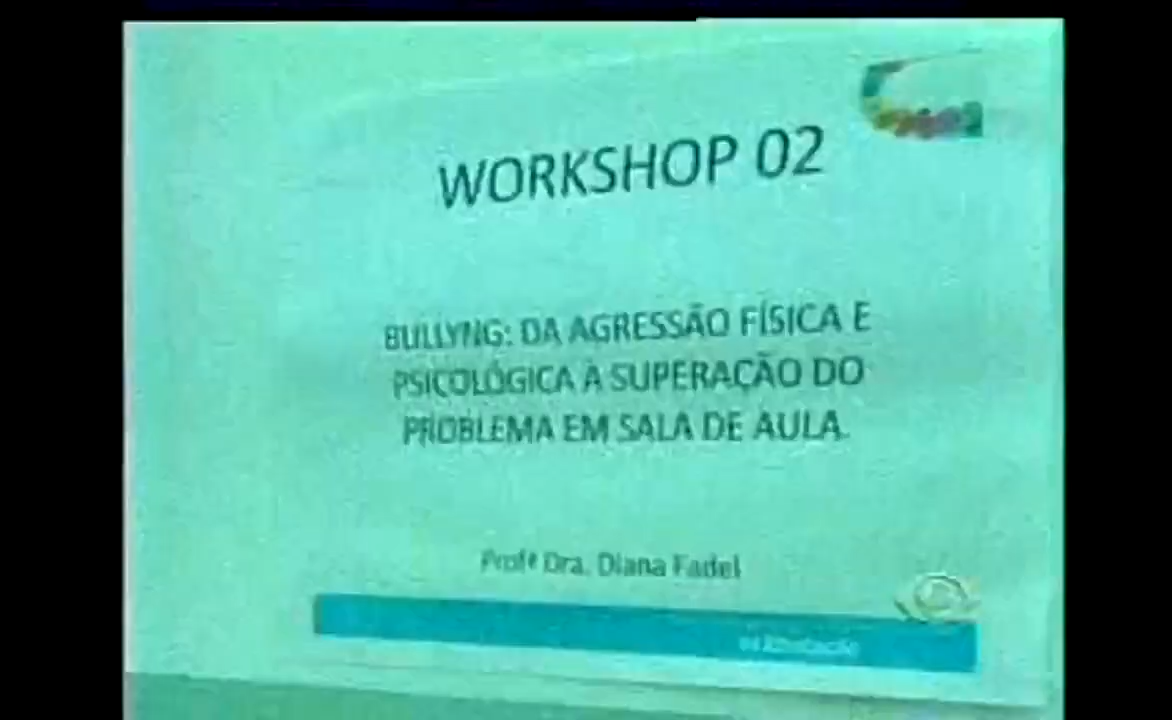 WORKSHOP 02
BULLYNG: DA AGRESSÃO FÍSICA E
PSICOLÓGICA À SUPERAÇÃO DO
PROBLEMA EM SALA DE AULA.
Profª Dra. Diana Fadel